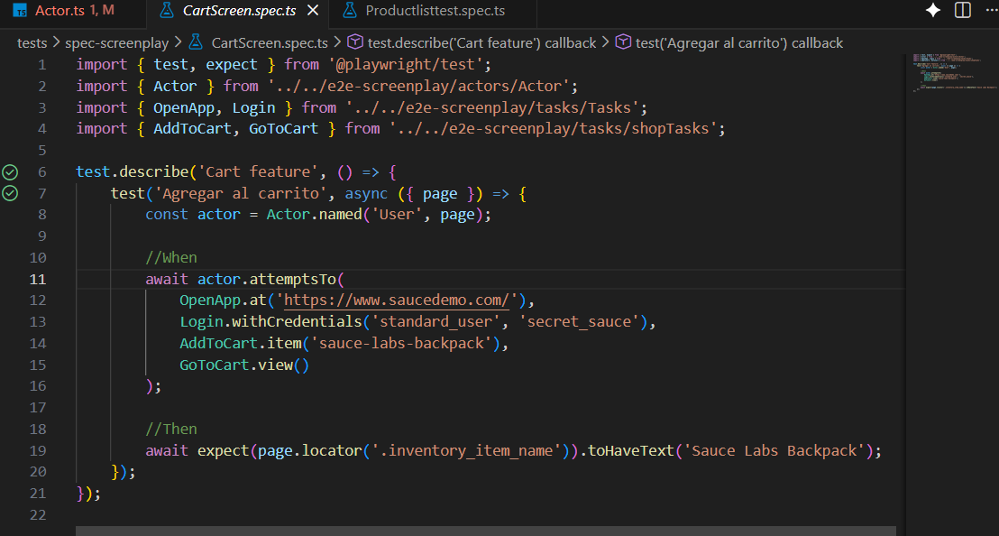 Actor.ts 1, M CartScreen.spec.ts Productlisttest.spec.ts
tests > spec-screenplay > CartScreen.spec.ts > test.describe('Cart feature') callback > test('Agregar al carrito') callback
1 import { test, expect } from '@playwright/test';
2 import { Actor } from '../../e2e-screenplay/actors/Actor';
3 import { OpenApp, Login } from '../../e2e-screenplay/tasks/Tasks';
4 import { AddToCart, GoToCart } from '../../e2e-screenplay/tasks/shopTasks';
5
6 test.describe('Cart feature', () => {
7 test('Agregar al carrito', async ({ page }) => {
8 const actor = Actor.named('User', page);
9
10 //When
11 await actor.attemptsTo(
12 OpenApp.at('https://www.saucedemo.com/'),
13 Login.withCredentials('standard_user', 'secret_sauce'),
14 AddToCart.item('sauce-labs-backpack'),
15 GoToCart.view()
16 );
17
18 //Then
19 await expect(page.locator('.inventory_item_name')).toHaveText('Sauce Labs Backpack');
20 });
21 });
22